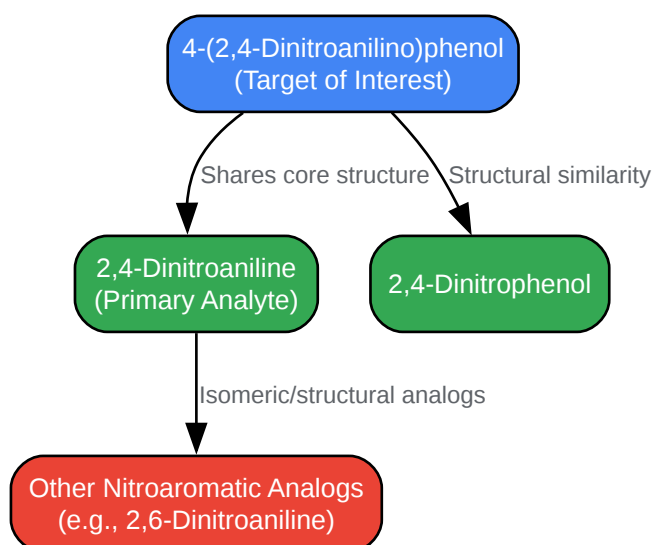 4-(2,4-Dinitroanilino)phenol
(Target of Interest)
Shares core structure
Structural similarity
2,4-Dinitroaniline
(Primary Analyte)
2,4-Dinitrophenol
Isomeric/structural analogs
Other Nitroaromatic Analogs
(e.g., 2,6-Dinitroaniline)